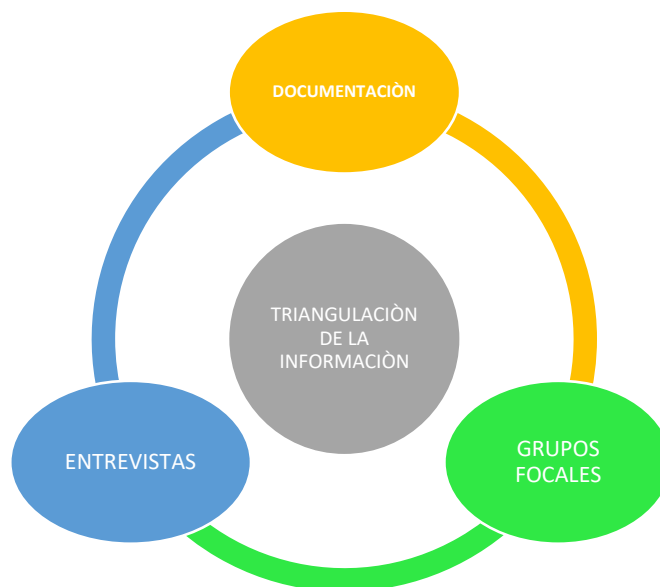 DOCUMENTACIÒN
TRIANGULACIÒN
DE LA
INFORMACIÒN
ENTREVISTAS
GRUPOS
FOCALES